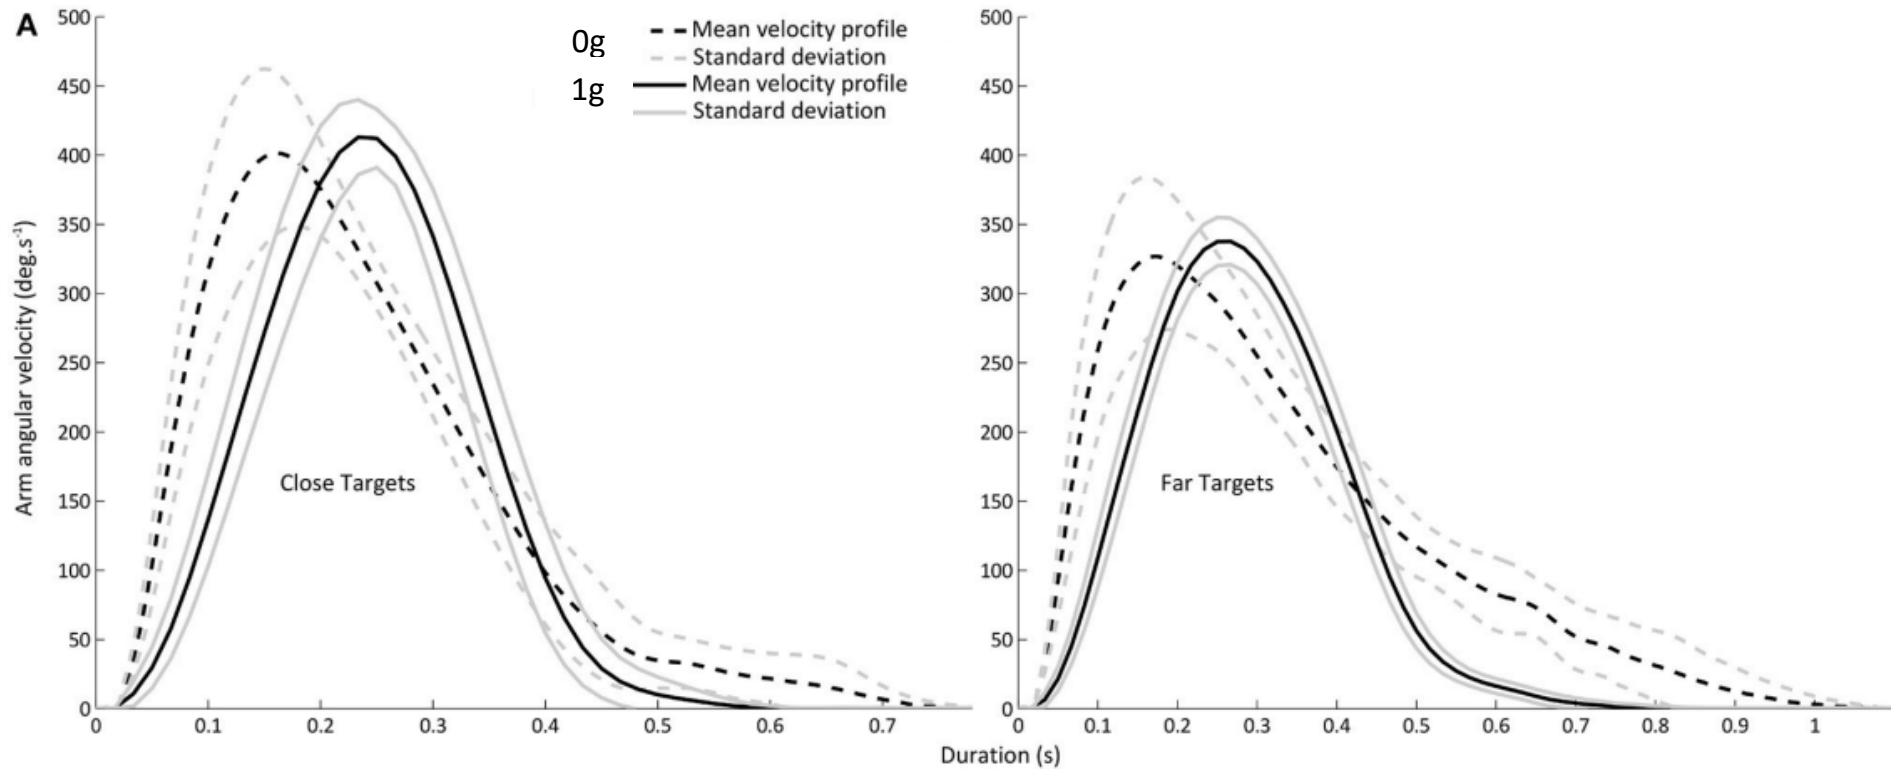 A
500
450
400
350
300
250
200
150
100
50
0
Arm angular velocity (deg.s⁻¹)
0g
Mean velocity profile
Standard deviation
1g
Mean velocity profile
Standard deviation
Close Targets
0 0.1 0.2 0.3 0.4 0.5 0.6 0.7
500
450
400
350
300
250
200
150
100
50
0
Far Targets
0 0.1 0.2 0.3 0.4 0.5 0.6 0.7 0.8 0.9 1
Duration (s)